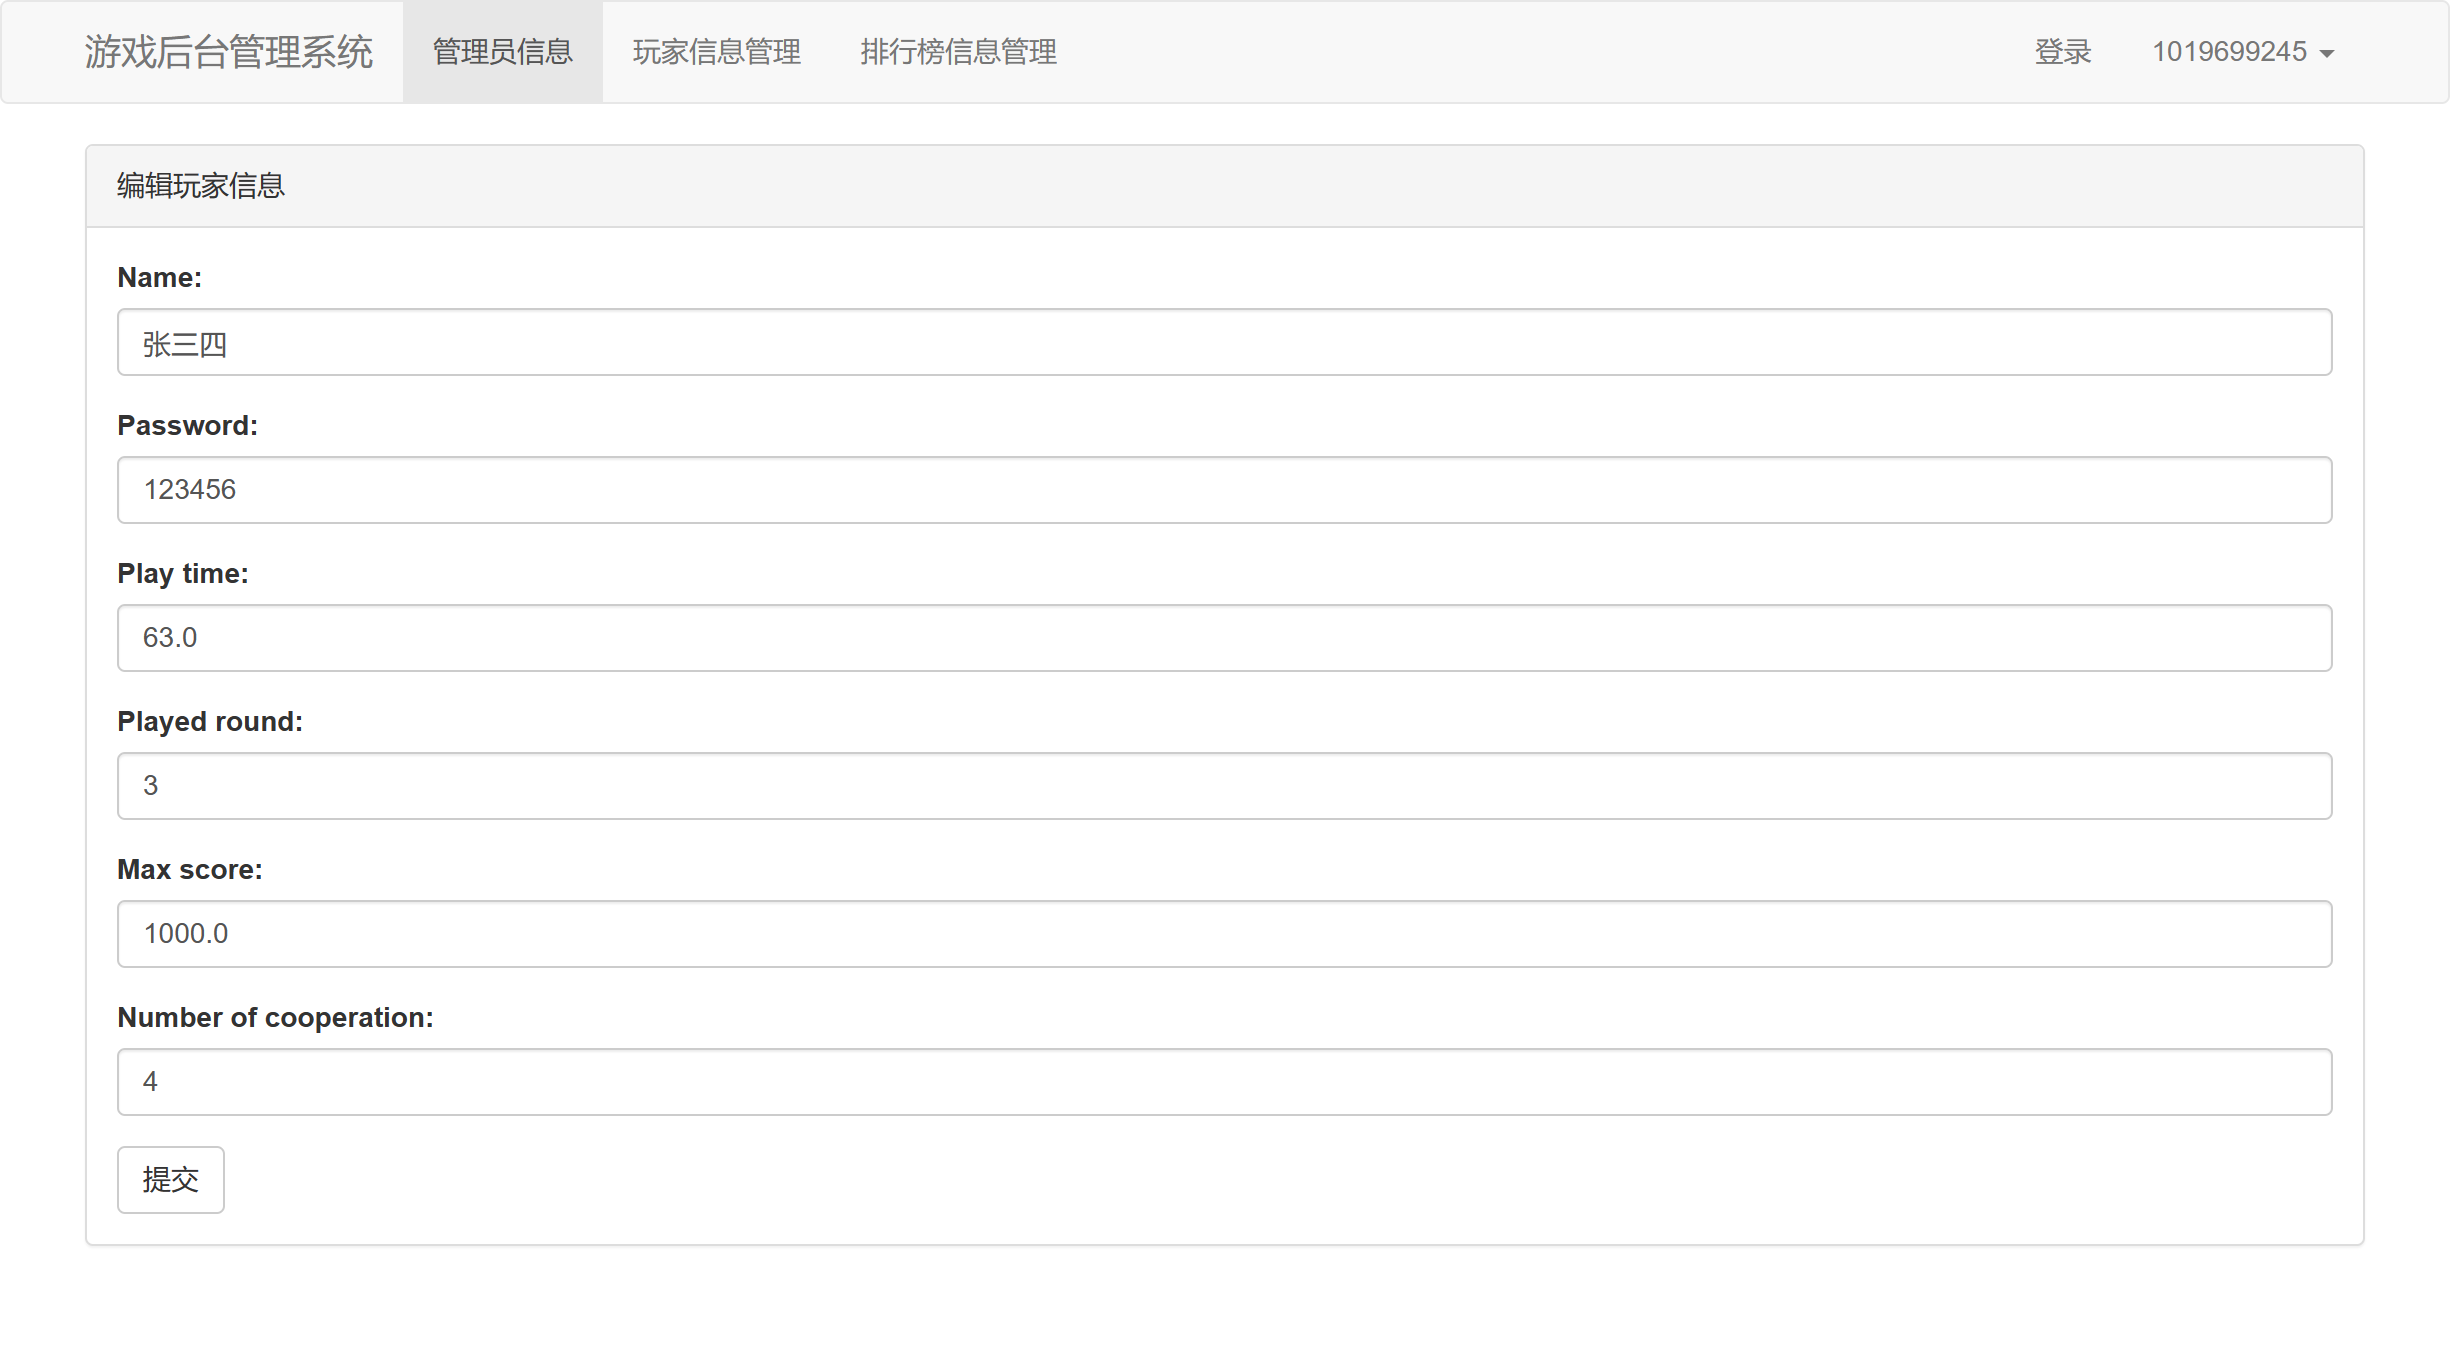 游戏后台管理系统 管理员信息 玩家信息管理 排行榜信息管理 登录 1019699245
编辑玩家信息
Name:
张三四
Password:
123456
Play time:
63.0
Played round:
3
Max score:
1000.0
Number of cooperation:
4
提交